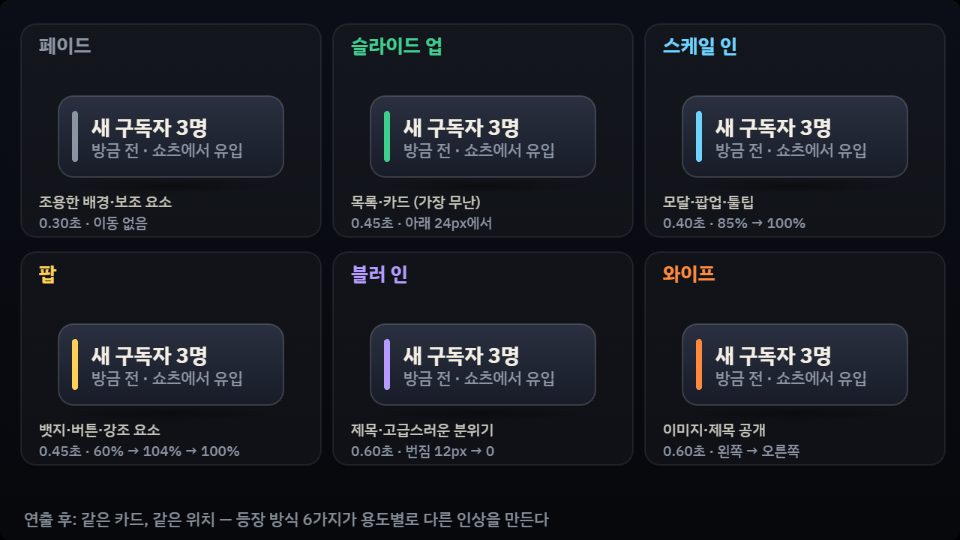 페이드
새 구독자 3명
방금 전 · 쇼츠에서 유입
조용한 배경·보조 요소
0.30초 · 이동 없음
슬라이드 업
새 구독자 3명
방금 전 · 쇼츠에서 유입
목록·카드 (가장 무난)
0.45초 · 아래 24px에서
스케일 인
새 구독자 3명
방금 전 · 쇼츠에서 유입
모달·팝업·툴팁
0.40초 · 85% → 100%
팝
새 구독자 3명
방금 전 · 쇼츠에서 유입
뱃지·버튼·강조 요소
0.45초 · 60% → 104% → 100%
블러 인
새 구독자 3명
방금 전 · 쇼츠에서 유입
제목·고급스러운 분위기
0.60초 · 번짐 12px → 0
와이프
새 구독자 3명
방금 전 · 쇼츠에서 유입
이미지·제목 공개
0.60초 · 왼쪽 → 오른쪽
연출 후: 같은 카드, 같은 위치 — 등장 방식 6가지가 용도별로 다른 인상을 만든다